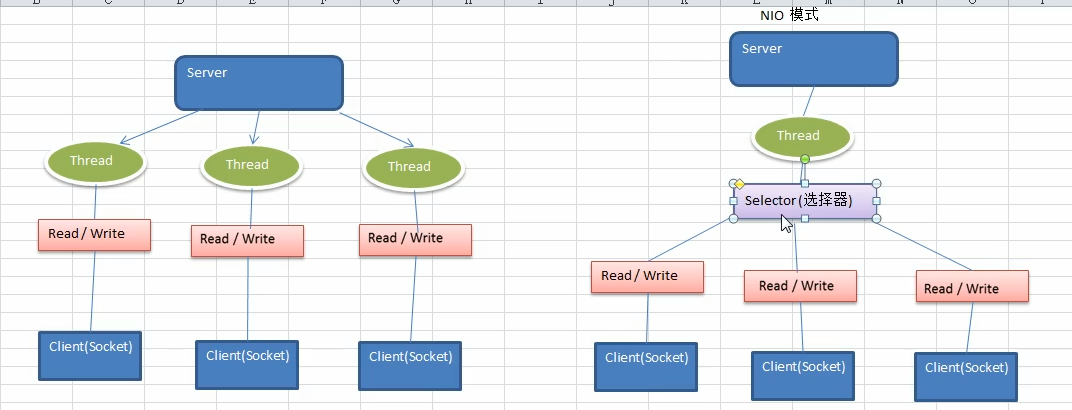 NIO 模式
Server
Thread
Thread
Thread
Read / Write
Read / Write
Read / Write
Client(Socket)
Client(Socket)
Client(Socket)
Server
Thread
Selector (选择器)
Read / Write
Read / Write
Read / Write
Client(Socket)
Client(Socket)
Client(Socket)